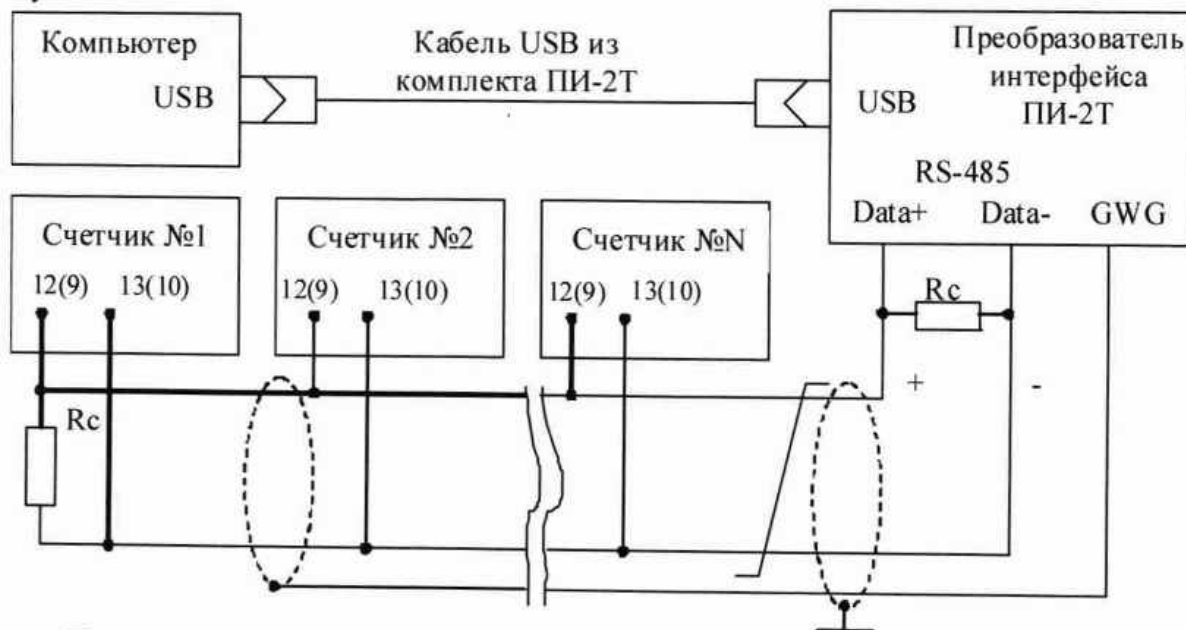 Компьютер
USB
Кабель USB из
комплекта ПИ-2Т
Преобразователь
интерфейса
ПИ-2Т
USB
RS-485
Data+ Data- GWG
Счетчик №1
12(9) 13(10)
Счетчик №2
12(9) 13(10)
Счетчик №N
12(9) 13(10)
Rc
+ -
Rc